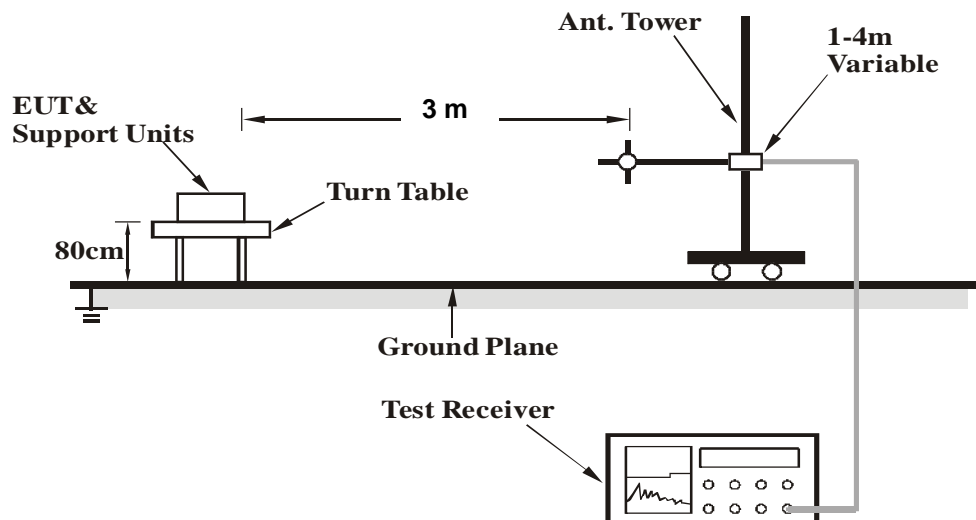 Ant. Tower
1-4m
Variable
EUT&
Support Units
3 m
Turn Table
80cm
Ground Plane
Test Receiver